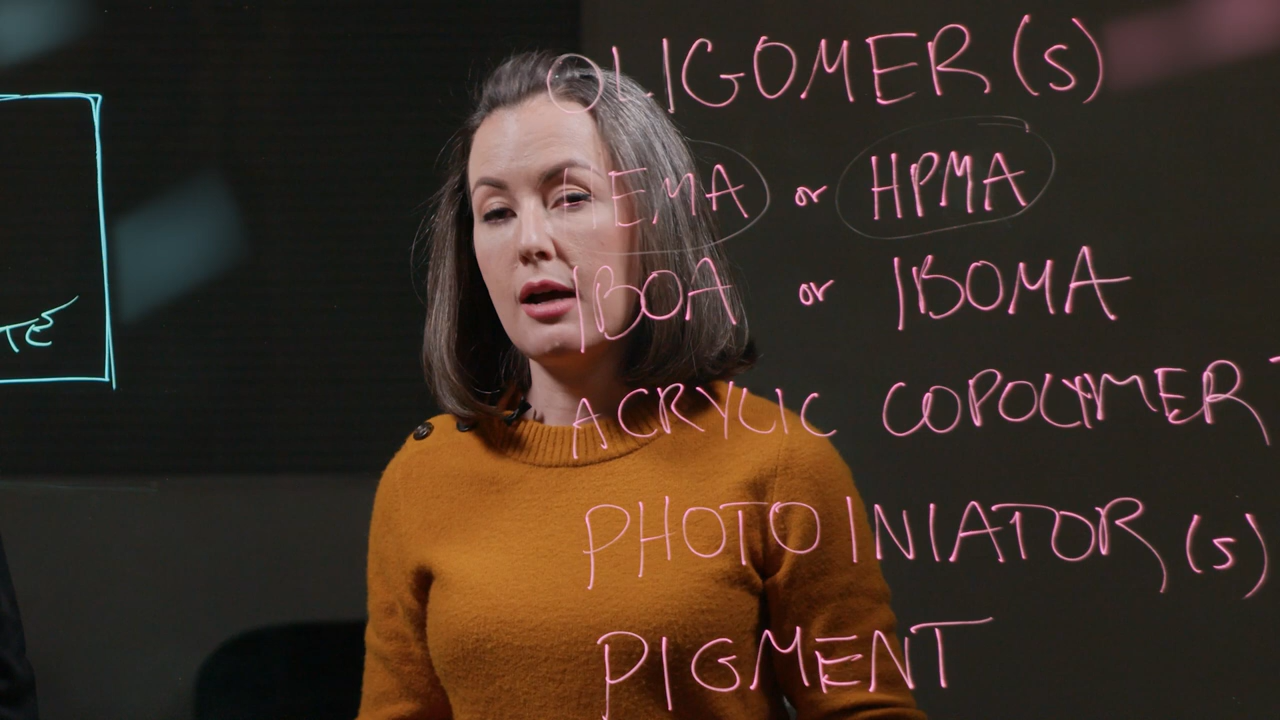 OLIGOMER(S)
HEMA or HPMA
IBOA or IBOMA
ACRYLIC COPOLYMER
PHOTOINIATOR(s)
PIGMENT